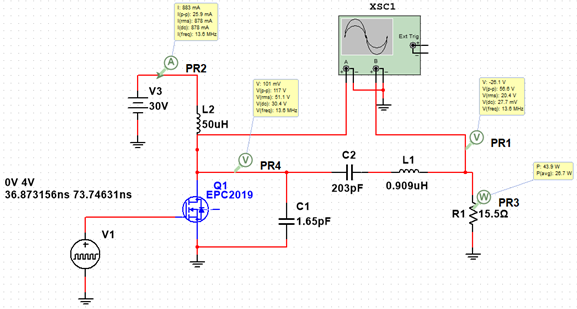 XSC1
Ext Trig
A
B
I: 883 mA
I(p-p): 25.9 mA
I(rms): 878 mA
I(dc): 878 mA
I(freq): 13.6 MHz
A
PR2
V3
30V
L2
50uH
V: 101 mV
V(p-p): 117 V
V(rms): 51.1 V
V(dc): 30.4 V
V(freq): 13.6 MHz
V
PR4
V: -26.1 V
V(p-p): 56.6 V
V(rms): 20.4 V
V(dc): 27.7 mV
V(freq): 13.6 MHz
V
PR1
C2
203pF
L1
0.909uH
P: 43.9 W
P(avg): 26.7 W
W
PR3
R1
15.5Ω
0V 4V
36.873156ns 73.74631ns
Q1
EPC2019
C1
1.65pF
V1